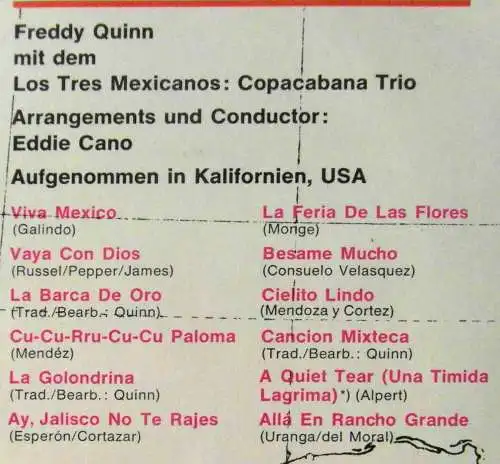 Freddy Quinn
mit dem
Los Tres Mexicanos: Copacabana Trio
Arrangements und Conductor:
Eddie Cano
Aufgenommen in Kalifornien, USA
Viva Mexico
(Galindo)
Vaya Con Dios
(Russel/Pepper/James)
La Barca De Oro
(Trad./Bearb.: Quinn)
Cu-Cu-Rru-Cu-Cu Paloma
(Mendéz)
La Golondrina
(Trad./Bearb.: Quinn)
Ay, Jalisco No Te Rajes
(Esperón/Cortazar)
La Feria De Las Flores
(Monge)
Besame Mucho
(Consuelo Velasquez)
Cielito Lindo
(Mendoza y Cortez)
Cancion Mixteca
(Trad./Bearb.: Quinn)
A Quiet Tear (Una Timida
Lagrima)*) (Alpert)
Allá En Rancho Grande
(Uranga/del Moral)